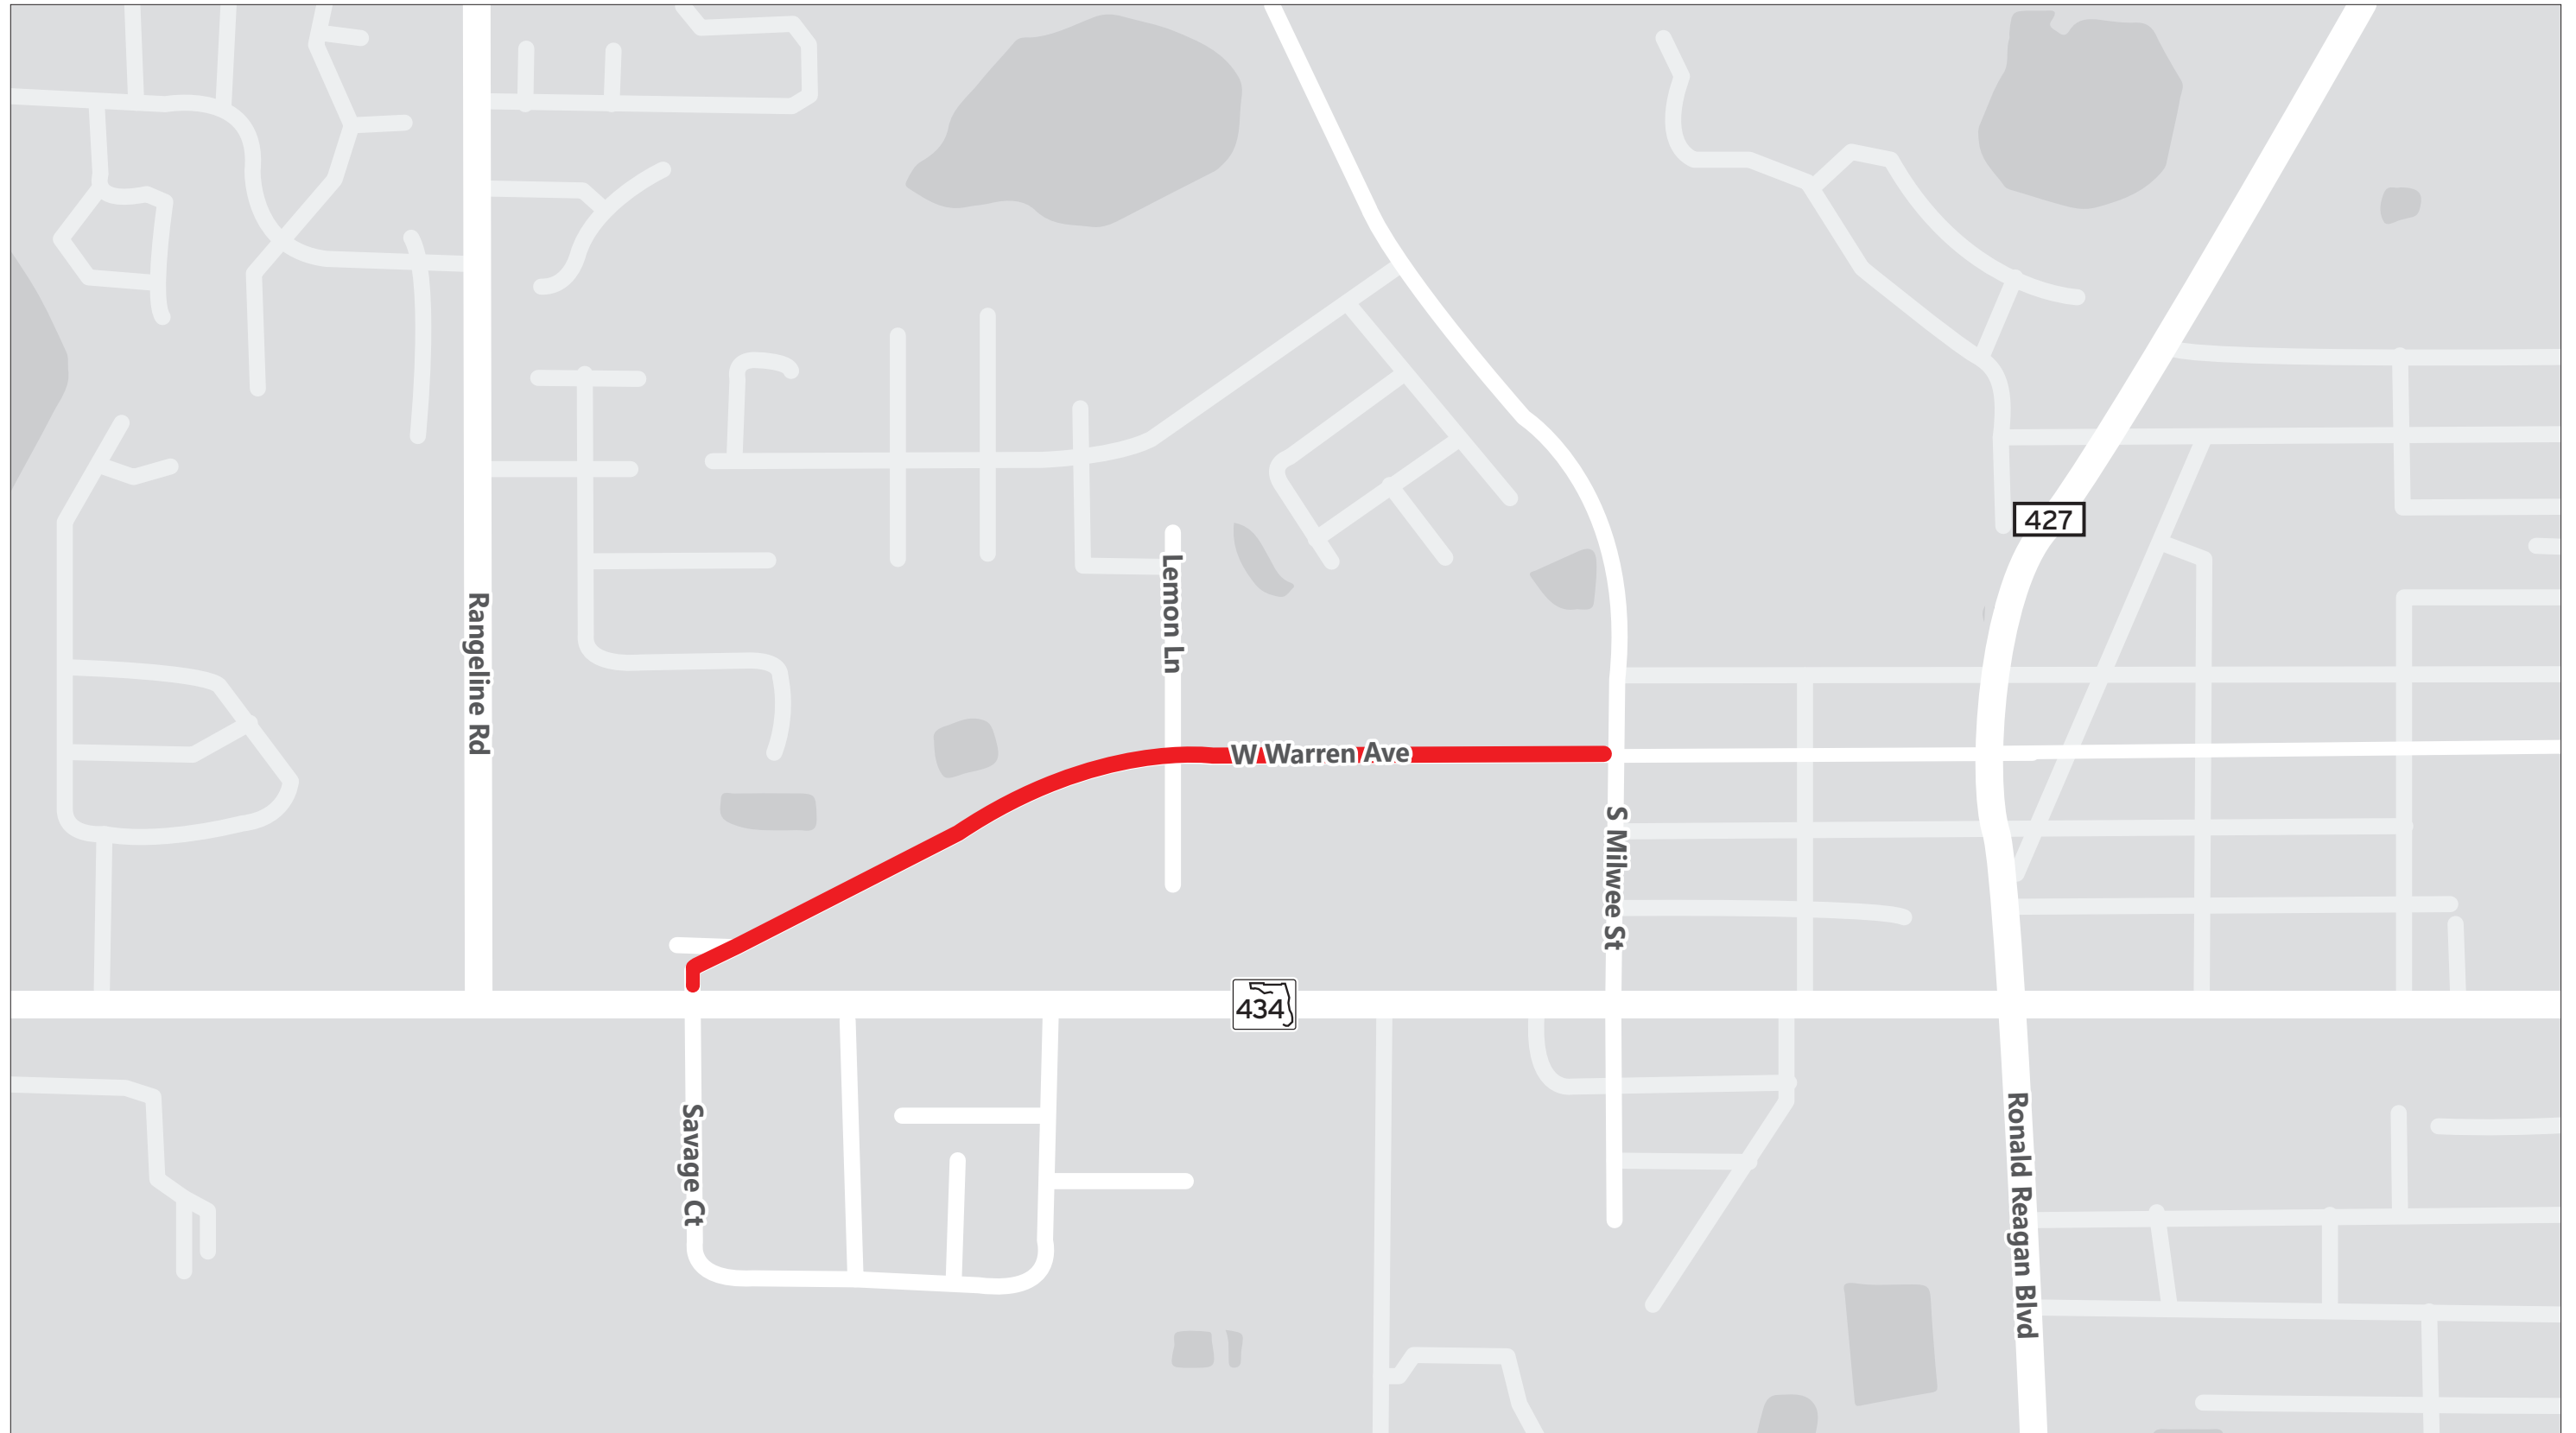 427
Lemon Ln
Rangeline Rd
W Warren Ave
S Milwee St
434
Savage Ct
Ronald Reagan Blvd